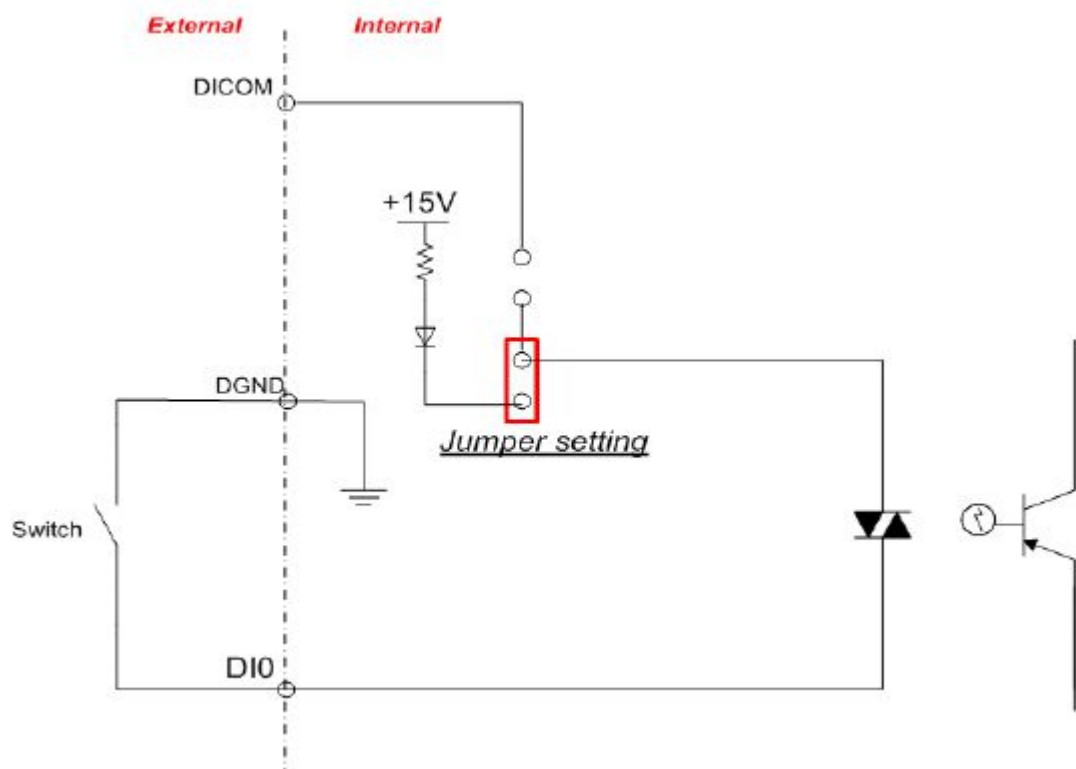 External Internal
DICOM
+15V
DGND
Jumper setting
Switch
DI0